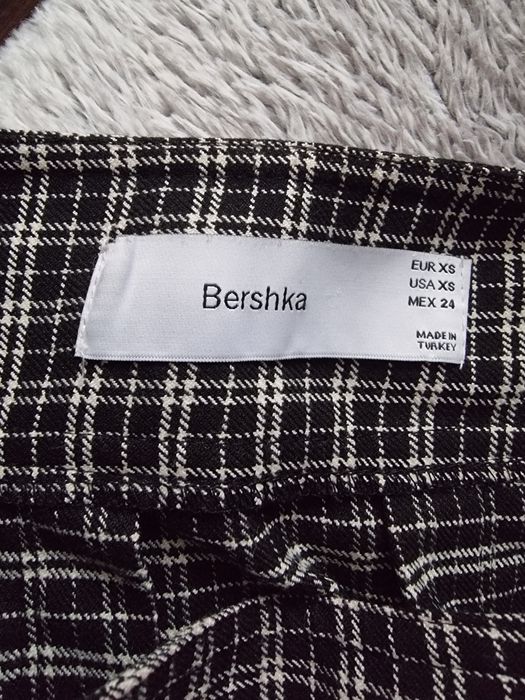 Bershka
EUR XS
USA XS
MEX 24
MADE IN
TURKEY